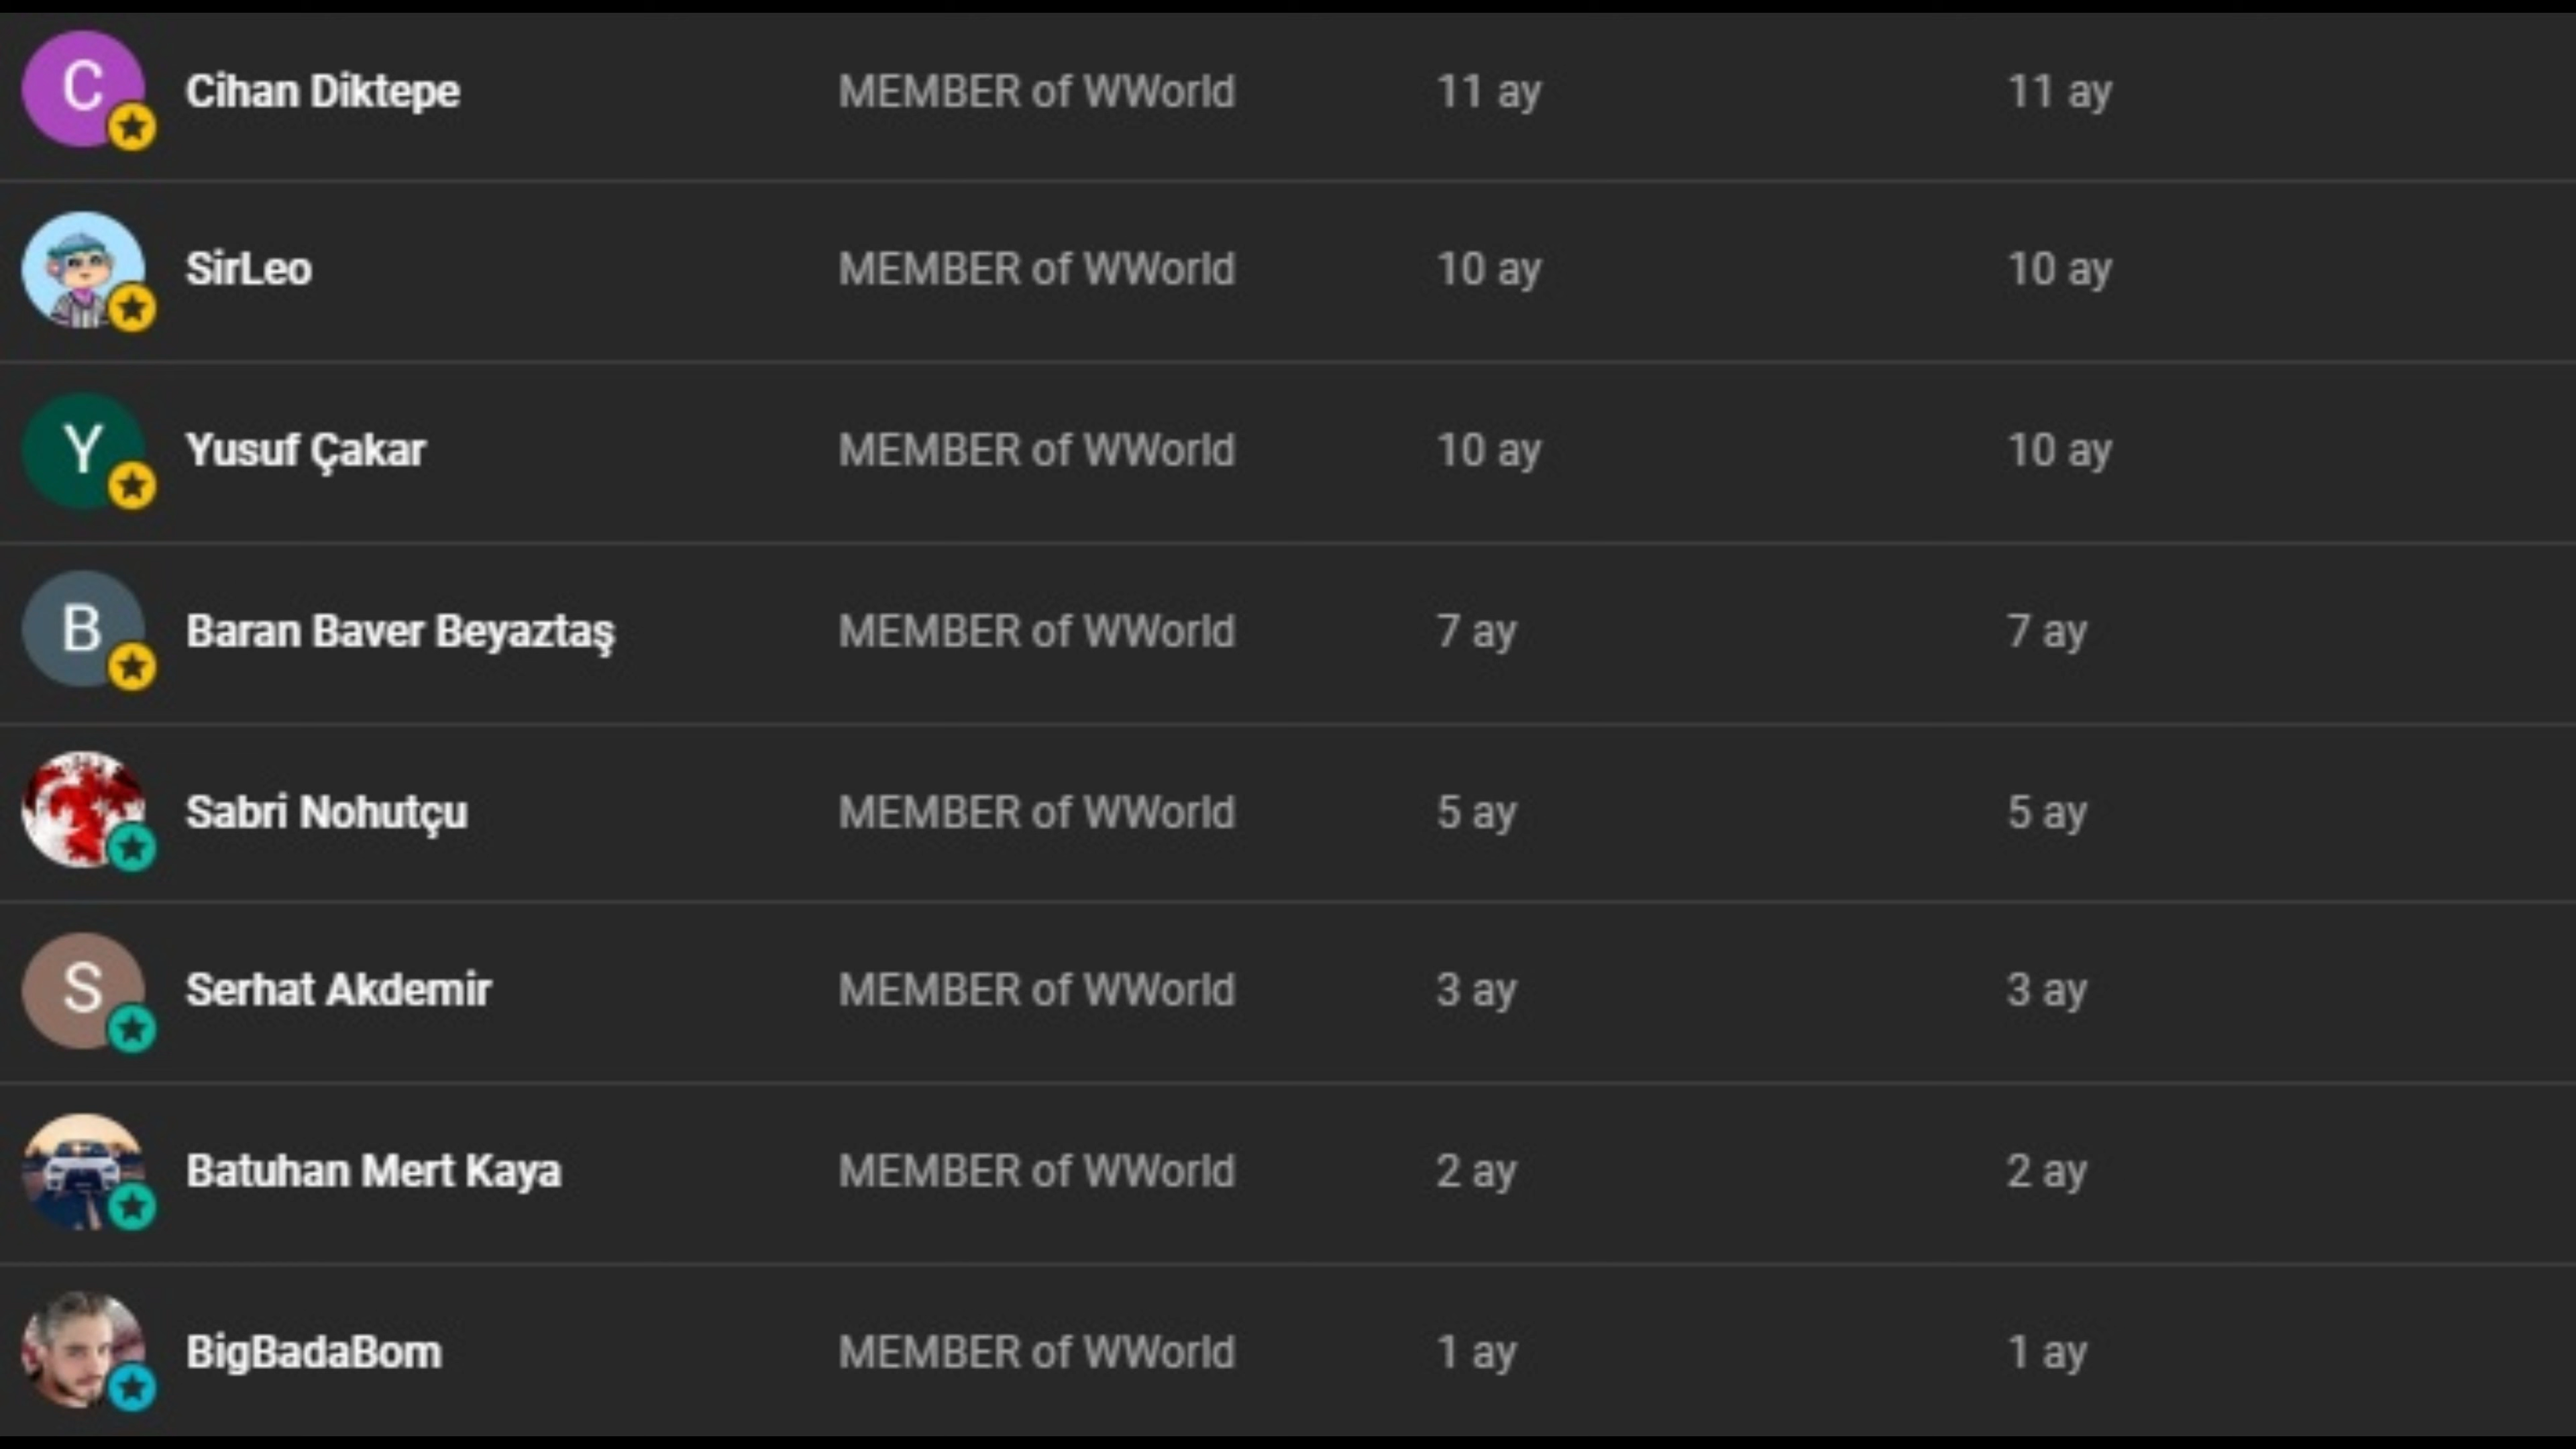 C Cihan Diktepe MEMBER of WWorld 11 ay 11 ay
SirLeo MEMBER of WWorld 10 ay 10 ay
Y Yusuf Çakar MEMBER of WWorld 10 ay 10 ay
B Baran Baver Beyaztaş MEMBER of WWorld 7 ay 7 ay
Sabri Nohutçu MEMBER of WWorld 5 ay 5 ay
S Serhat Akdemir MEMBER of WWorld 3 ay 3 ay
Batuhan Mert Kaya MEMBER of WWorld 2 ay 2 ay
BigBadaBom MEMBER of WWorld 1 ay 1 ay